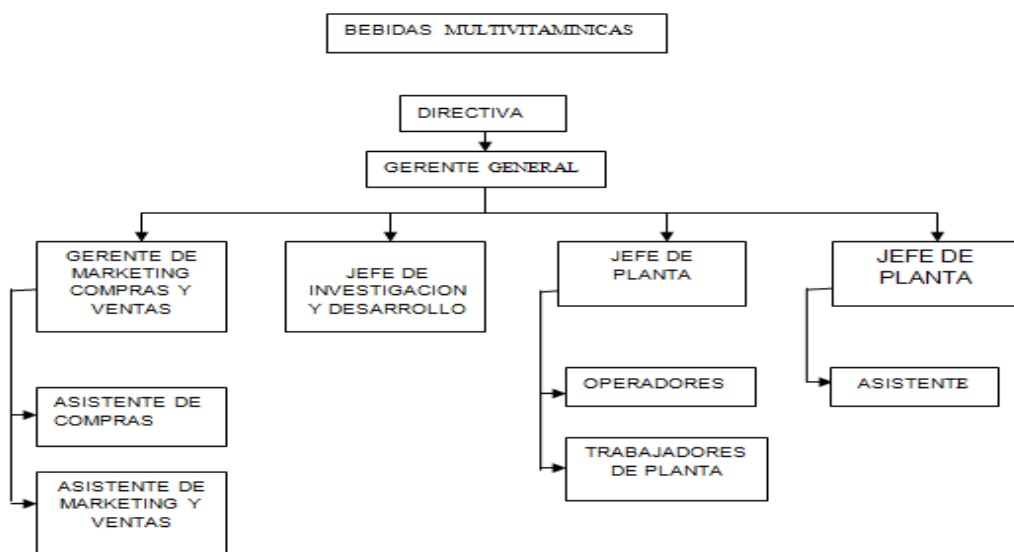 BEBIDAS MULTIVITAMINICAS
DIRECTIVA
GERENTE GENERAL
GERENTE DE
MARKETING
COMPRAS Y
VENTAS
JEFE DE
INVESTIGACION
Y DESARROLLO
JEFE DE
PLANTA
JEFE DE
PLANTA
ASISTENTE DE
COMPRAS
ASISTENTE DE
MARKETING Y
VENTAS
OPERADORES
TRABAJADORES
DE PLANTA
ASISTENTE